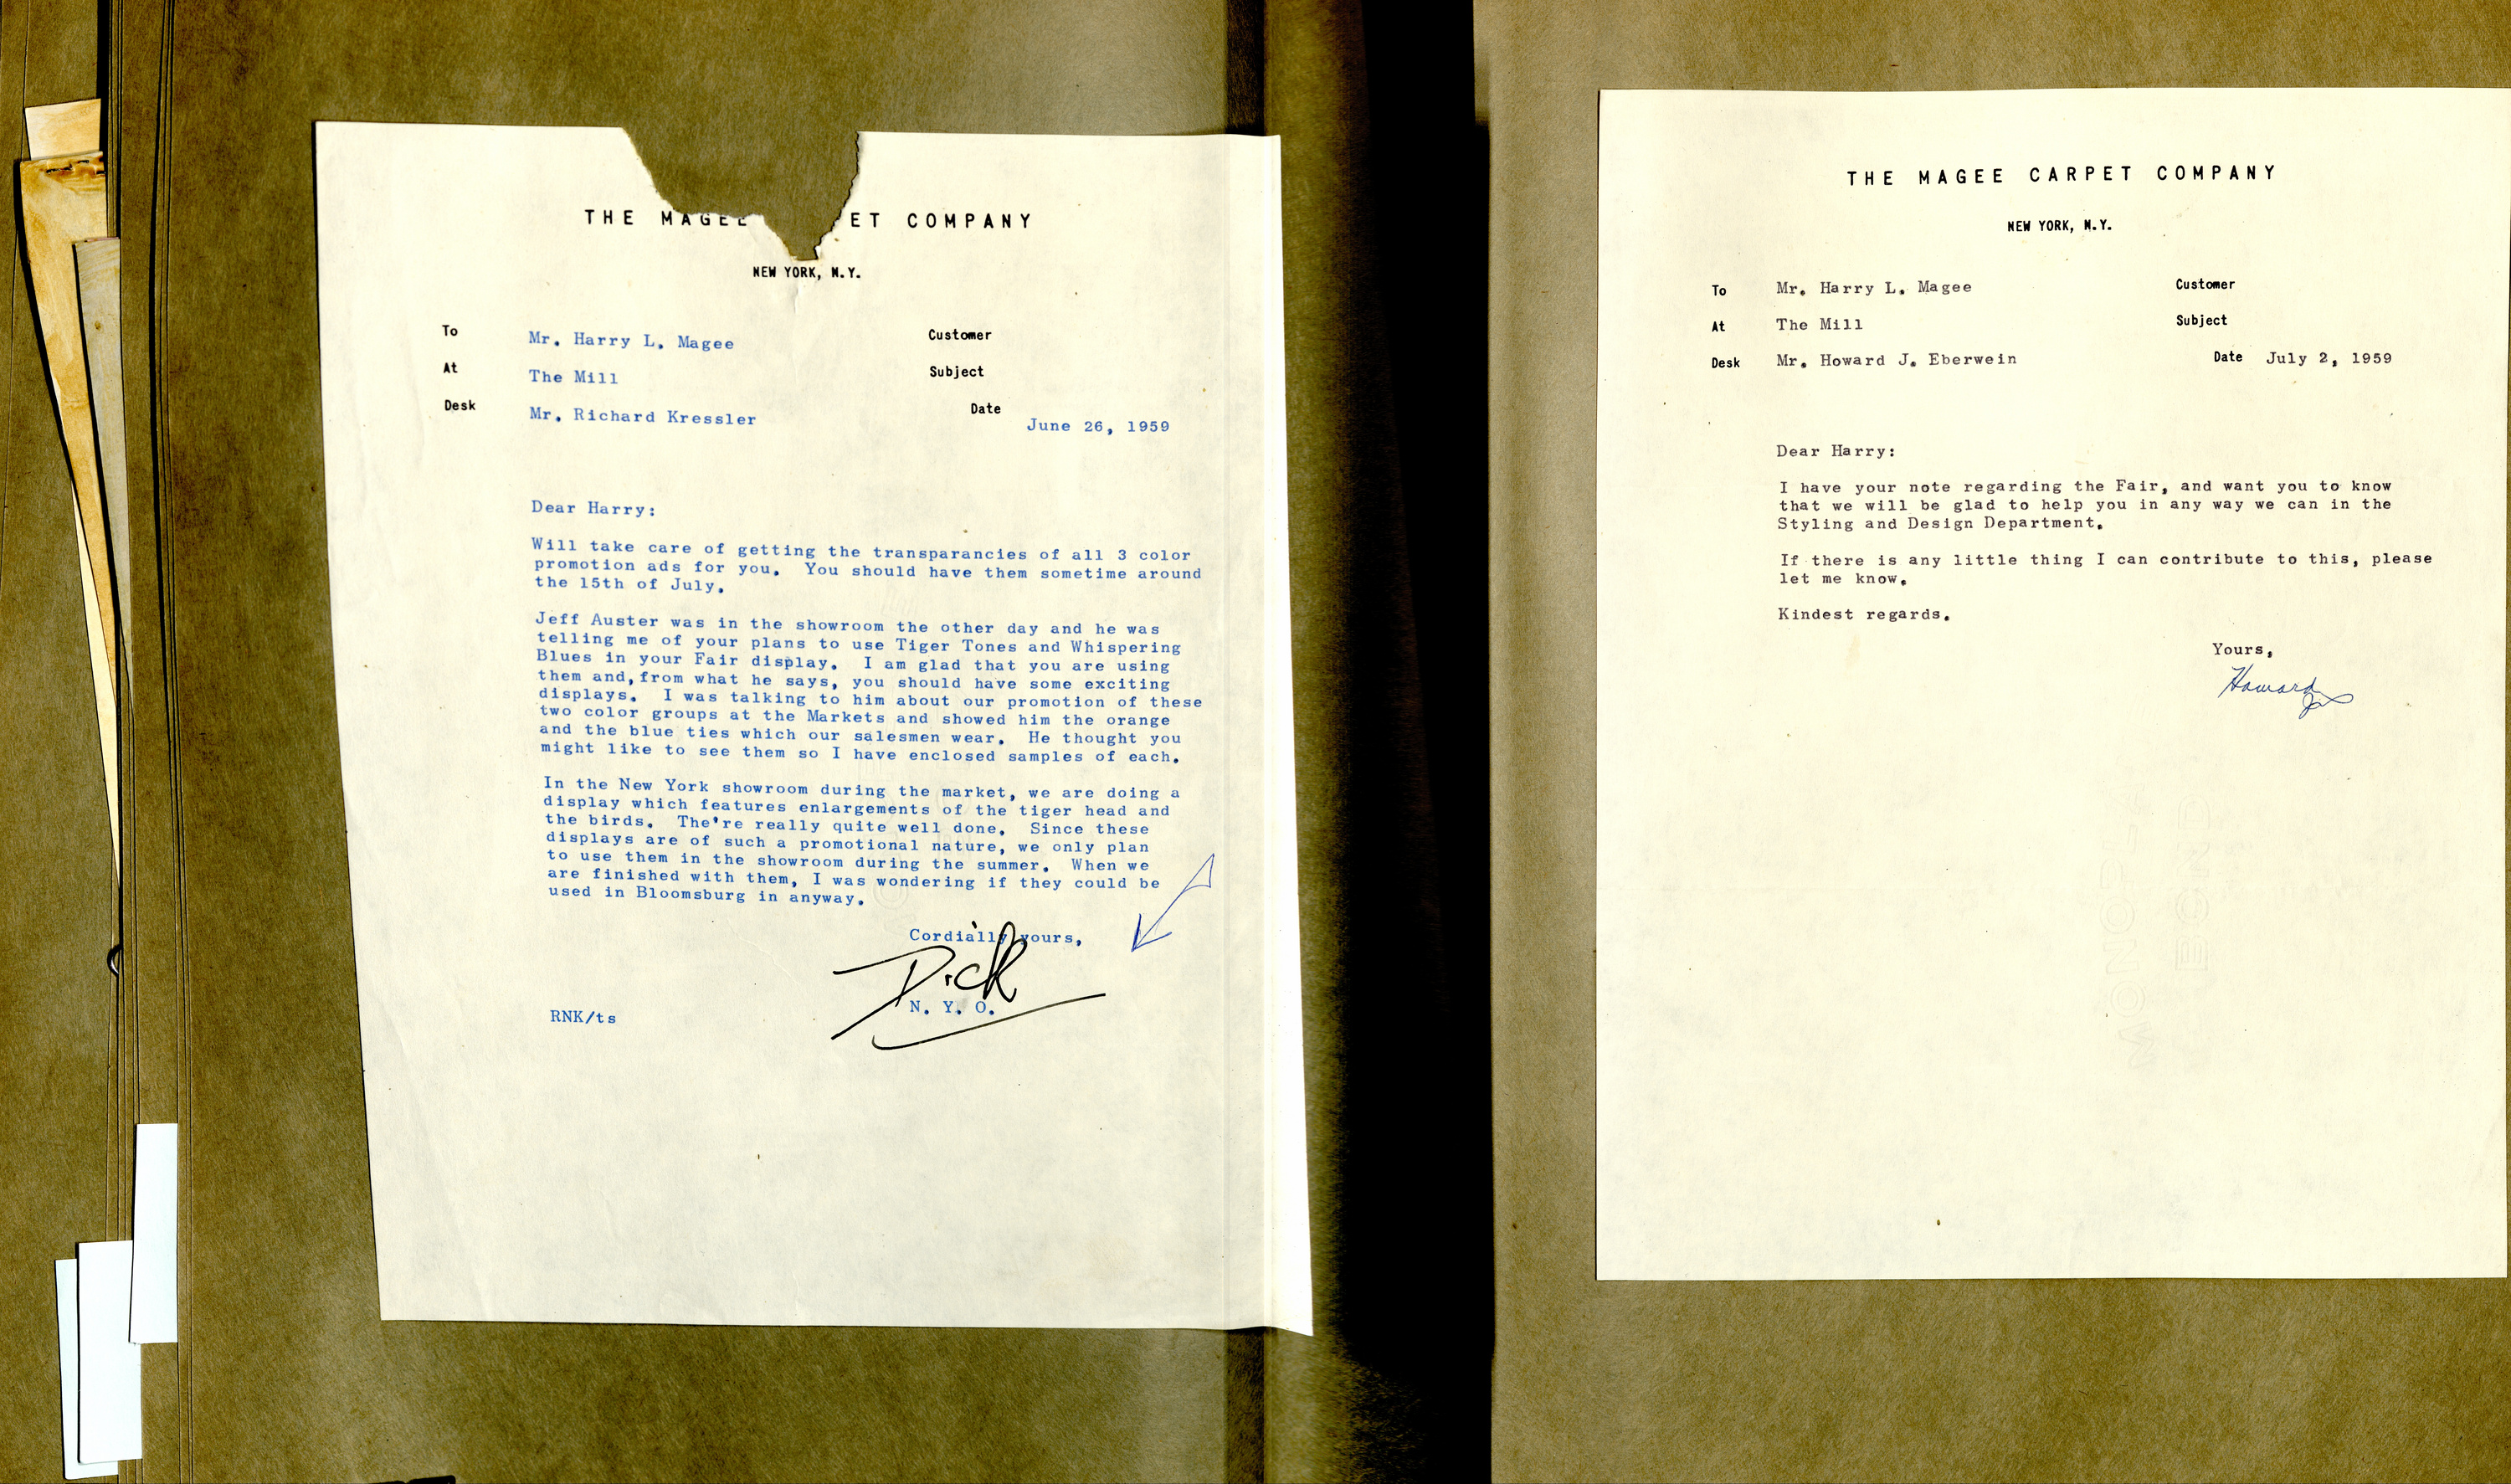 THE MAGEE ET COMPANY
NEW YORK, N.Y.
To Mr. Harry L. Magee Customer
At The Mill Subject
Desk Mr. Richard Kressler Date June 26, 1959
Dear Harry:
Will take care of getting the transparancies of all 3 color
promotion ads for you. You should have them sometime around
the 15th of July.
Jeff Auster was in the showroom the other day and he was
telling me of your plans to use Tiger Tones and Whispering
Blues in your Fair display. I am glad that you are using
them and, from what he says, you should have some exciting
displays. I was talking to him about our promotion of these
two color groups at the Markets and showed him the orange
and the blue ties which our salesmen wear. He thought you
might like to see them so I have enclosed samples of each.
In the New York showroom during the market, we are doing a
display which features enlargements of the tiger head and
the birds. The're really quite well done. Since these
displays are of such a promotional nature, we only plan
to use them in the showroom during the summer. When we
are finished with them, I was wondering if they could be
used in Bloomsburg in anyway.
Cordially yours,
Dick
N. Y. O.
RNK/ts
THE MAGEE CARPET COMPANY
NEW YORK, N.Y.
To Mr. Harry L. Magee Customer
At The Mill Subject
Desk Mr. Howard J. Eberwein Date July 2, 1959
Dear Harry:
I have your note regarding the Fair, and want you to know
that we will be glad to help you in any way we can in the
Styling and Design Department.
If there is any little thing I can contribute to this, please
let me know.
Kindest regards.
Yours,
Howard
MONOPLA
BOND